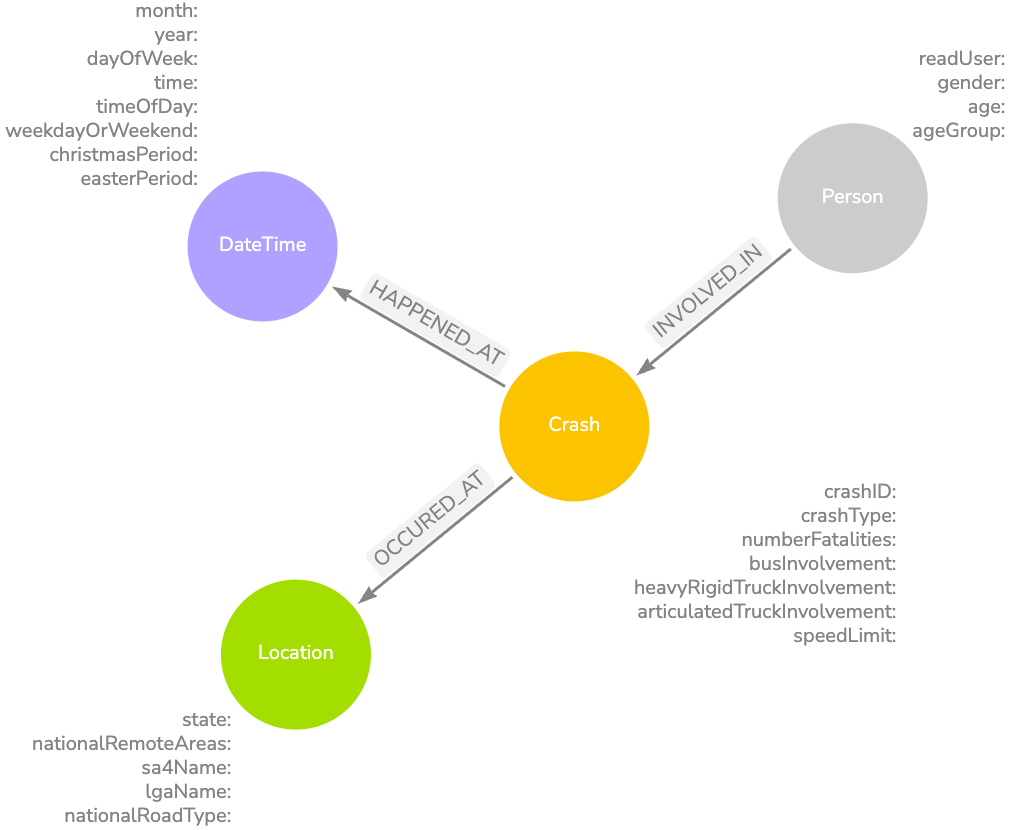 month:
year:
dayOfWeek:
time:
timeOfDay:
weekdayOrWeekend:
christmasPeriod:
easterPeriod:
DateTime
readUser:
gender:
age:
ageGroup:
Person
HAPPENED_AT
INVOLVED_IN
Crash
OCCURED_AT
crashID:
crashType:
numberFatalities:
busInvolvement:
heavyRigidTruckInvolvement:
articulatedTruckInvolvement:
speedLimit:
Location
state:
nationalRemoteAreas:
sa4Name:
lgaName:
nationalRoadType: